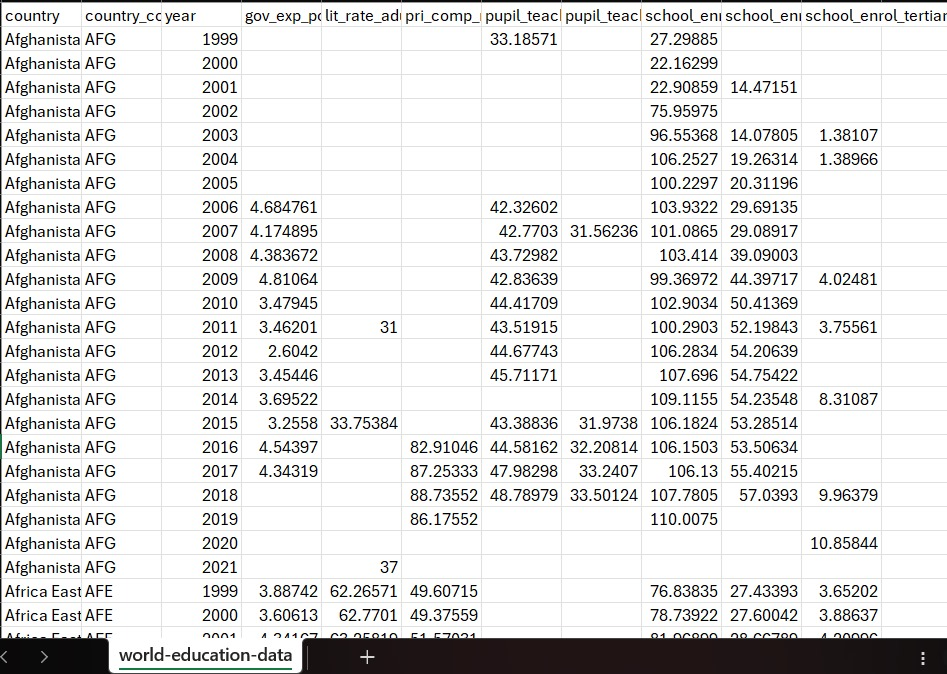 country country_cc year gov_exp_pc lit_rate_adu pri_comp_ pupil_teac pupil_teac school_enr school_enr school_enrol_tertiar
Afghanista AFG 1999 33.18571 27.29885
Afghanista AFG 2000 22.16299
Afghanista AFG 2001 22.90859 14.47151
Afghanista AFG 2002 75.95975
Afghanista AFG 2003 96.55368 14.07805 1.38107
Afghanista AFG 2004 106.2527 19.26314 1.38966
Afghanista AFG 2005 100.2297 20.31196
Afghanista AFG 2006 4.684761 42.32602 103.9322 29.69135
Afghanista AFG 2007 4.174895 42.7703 31.56236 101.0865 29.08917
Afghanista AFG 2008 4.383672 43.72982 103.414 39.09003
Afghanista AFG 2009 4.81064 42.83639 99.36972 44.39717 4.02481
Afghanista AFG 2010 3.47945 44.41709 102.9034 50.41369
Afghanista AFG 2011 3.46201 31 43.51915 100.2903 52.19843 3.75561
Afghanista AFG 2012 2.6042 44.67743 106.2834 54.20639
Afghanista AFG 2013 3.45446 45.71171 107.696 54.75422
Afghanista AFG 2014 3.69522 109.1155 54.23548 8.31087
Afghanista AFG 2015 3.2558 33.75384 43.38836 31.9738 106.1824 53.28514
Afghanista AFG 2016 4.54397 82.91046 44.58162 32.20814 106.1503 53.50634
Afghanista AFG 2017 4.34319 87.25333 47.98298 33.2407 106.13 55.40215
Afghanista AFG 2018 88.73552 48.78979 33.50124 107.7805 57.0393 9.96379
Afghanista AFG 2019 86.17552 110.0075
Afghanista AFG 2020 10.85844
Afghanista AFG 2021 37
Africa East AFE 1999 3.88742 62.26571 49.60715 76.83835 27.43393 3.65202
Africa East AFE 2000 3.60613 62.7701 49.37559 78.73922 27.60042 3.88637
Africa East AFE 2001
world-education-data